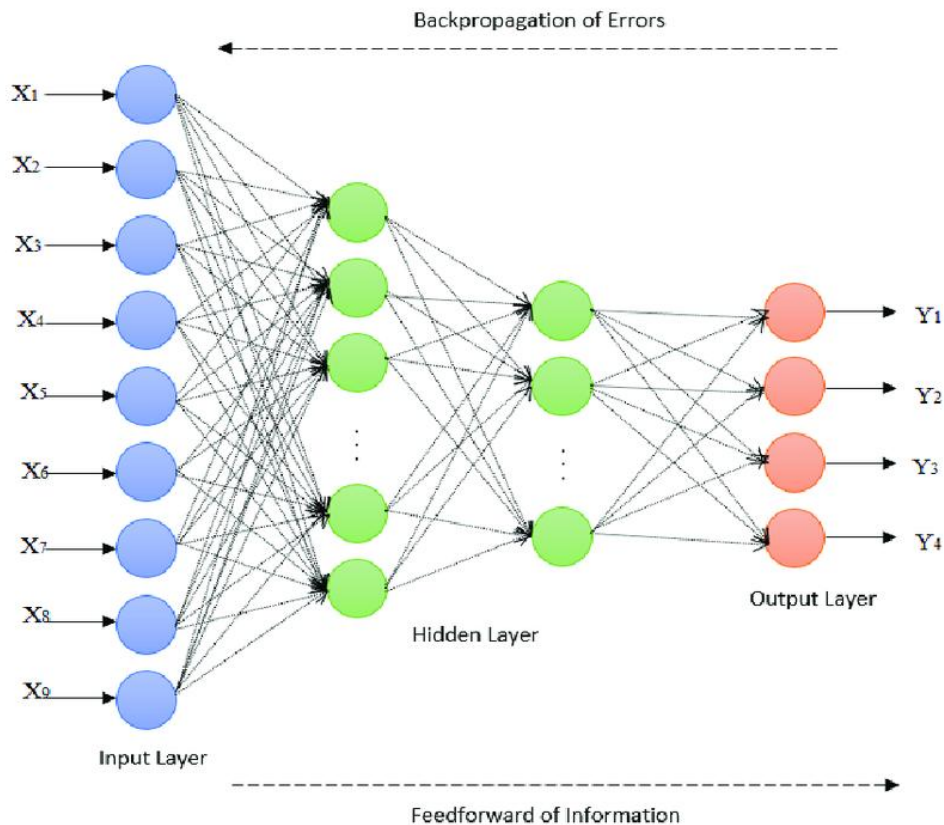 Backpropagation of Errors
X1
X2
X3
X4
X5
X6
X7
X8
X9
Y1
Y2
Y3
Y4
Input Layer
Hidden Layer
Output Layer
Feedforward of Information